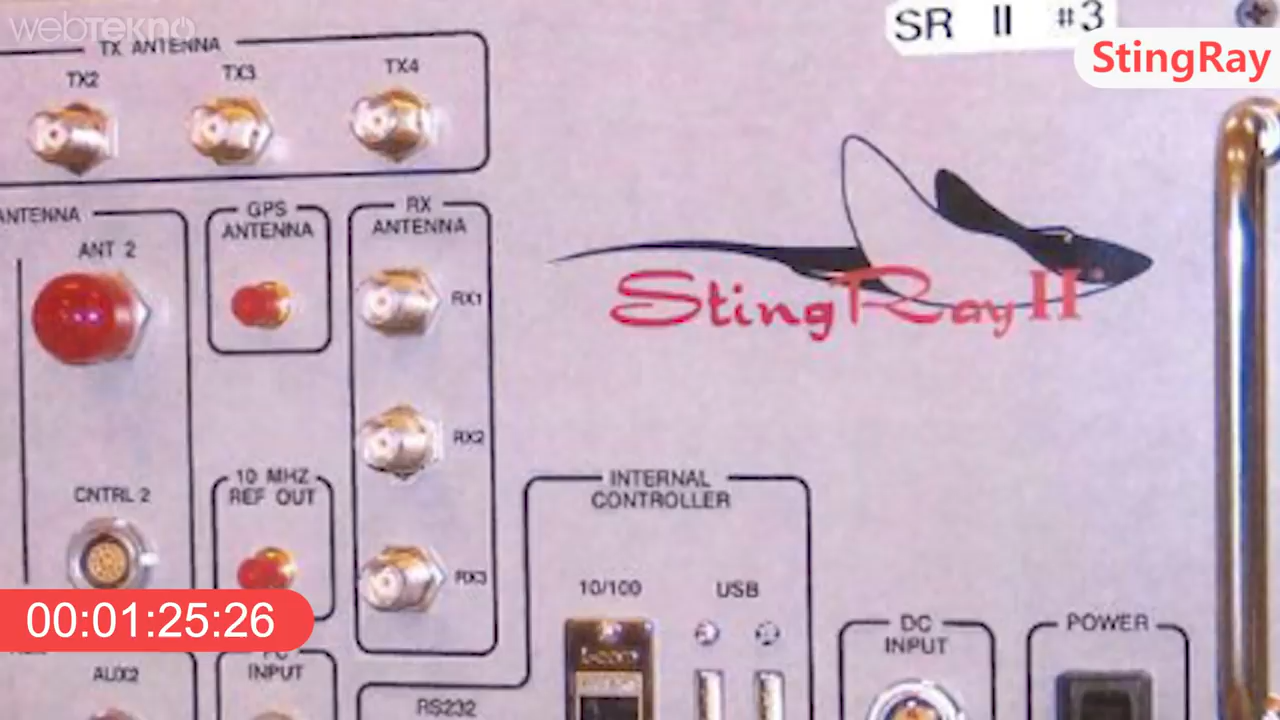 webtekno
TX ANTENNA
TX2
TX3
TX4
SR II #3
StingRay
ANTENNA
ANT 2
GPS
ANTENNA
RX
ANTENNA
RX1
StingRay II
RX2
CNTRL 2
10 MHZ
REF OUT
INTERNAL
CONTROLLER
RX3
10/100
USB
00:01:25:26
DC
INPUT
POWER
AUX2
INPUT
RS232